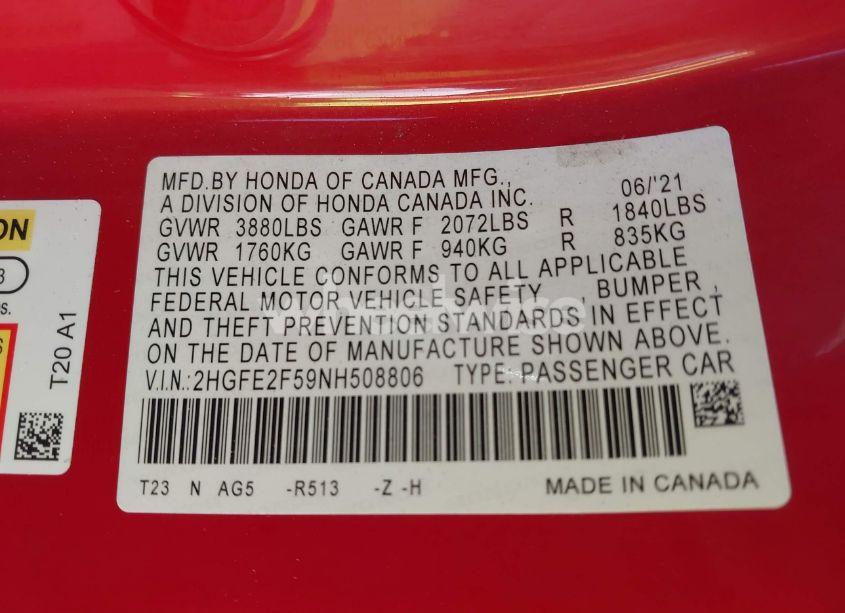 MFD.BY HONDA OF CANADA MFG., 06/'21
A DIVISION OF HONDA CANADA INC.
GVWR 3880LBS GAWR F 2072LBS R 1840LBS
GVWR 1760KG GAWR F 940KG R 835KG
THIS VEHICLE CONFORMS TO ALL APPLICABLE
FEDERAL MOTOR VEHICLE SAFETY , BUMPER ,
AND THEFT PREVENTION STANDARDS IN EFFECT
ON THE DATE OF MANUFACTURE SHOWN ABOVE.
V.I.N.:2HGFE2F59NH508806 TYPE: PASSENGER CAR
T23 N AG5 -R513 -Z -H MADE IN CANADA
T20 A1